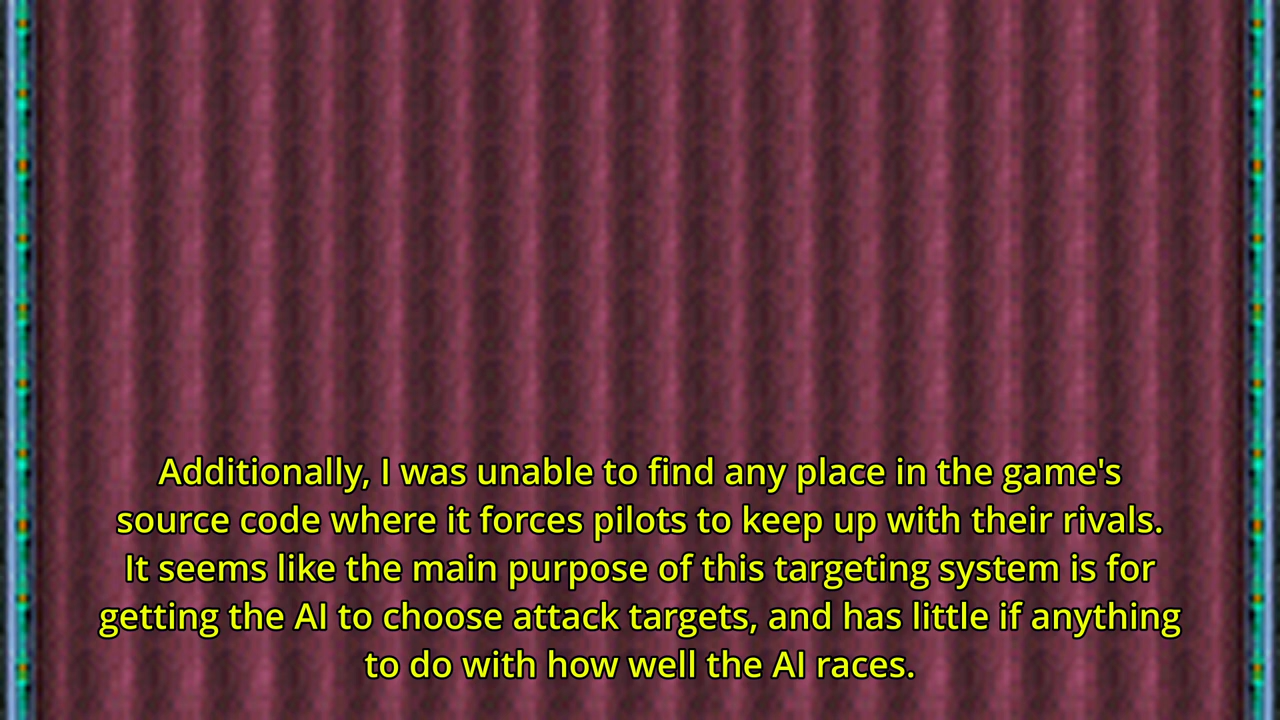 Additionally, I was unable to find any place in the game's
source code where it forces pilots to keep up with their rivals.
It seems like the main purpose of this targeting system is for
getting the AI to choose attack targets, and has little if anything
to do with how well the AI races.